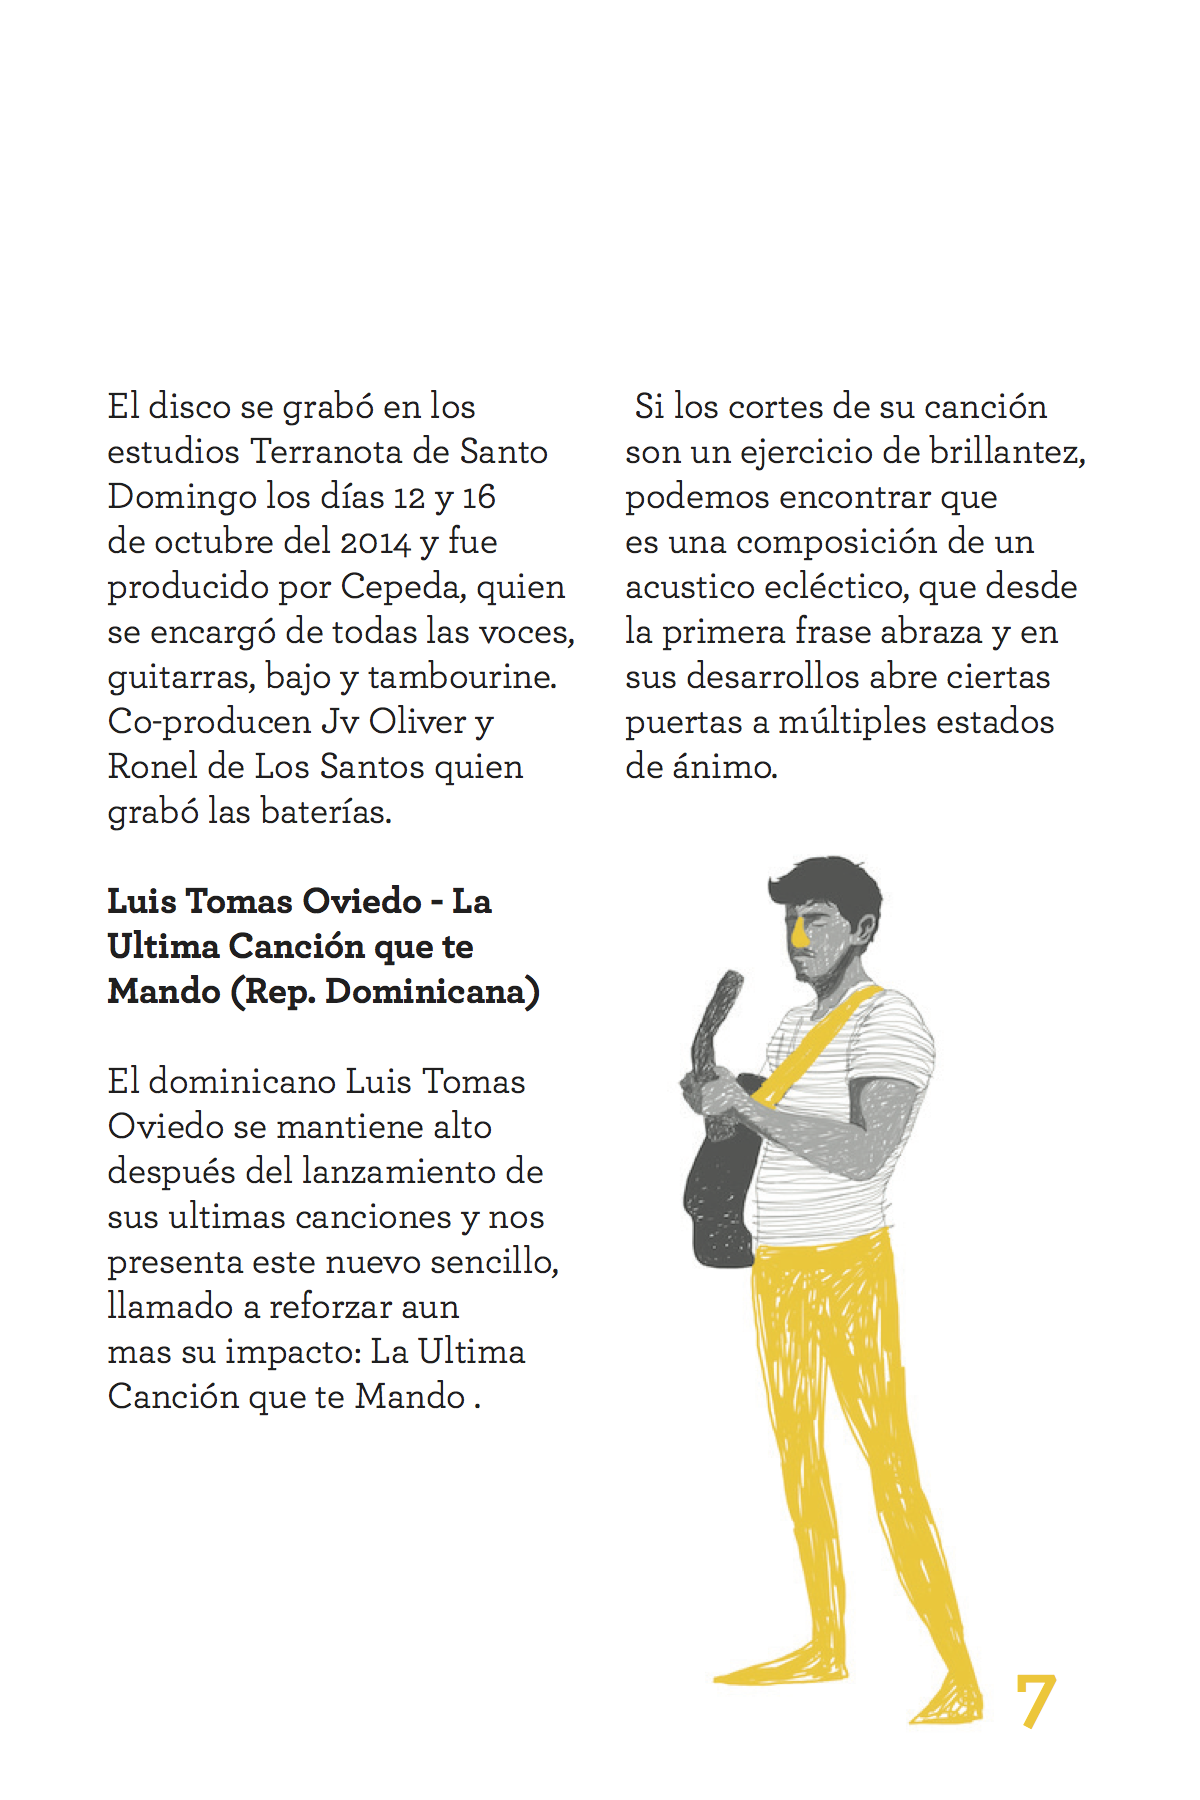 El disco se grabó en los
estudios Terranota de Santo
Domingo los días 12 y 16
de octubre del 2014 y fue
producido por Cepeda, quien
se encargó de todas las voces,
guitarras, bajo y tambourine.
Co-producen Jv Oliver y
Ronel de Los Santos quien
grabó las baterías.
Luis Tomas Oviedo - La
Ultima Canción que te
Mando (Rep. Dominicana)
El dominicano Luis Tomas
Oviedo se mantiene alto
después del lanzamiento de
sus ultimas canciones y nos
presenta este nuevo sencillo,
llamado a reforzar aun
mas su impacto: La Ultima
Canción que te Mando .
Si los cortes de su canción
son un ejercicio de brillantez,
podemos encontrar que
es una composición de un
acustico ecléctico, que desde
la primera frase abraza y en
sus desarrollos abre ciertas
puertas a múltiples estados
de ánimo.
7